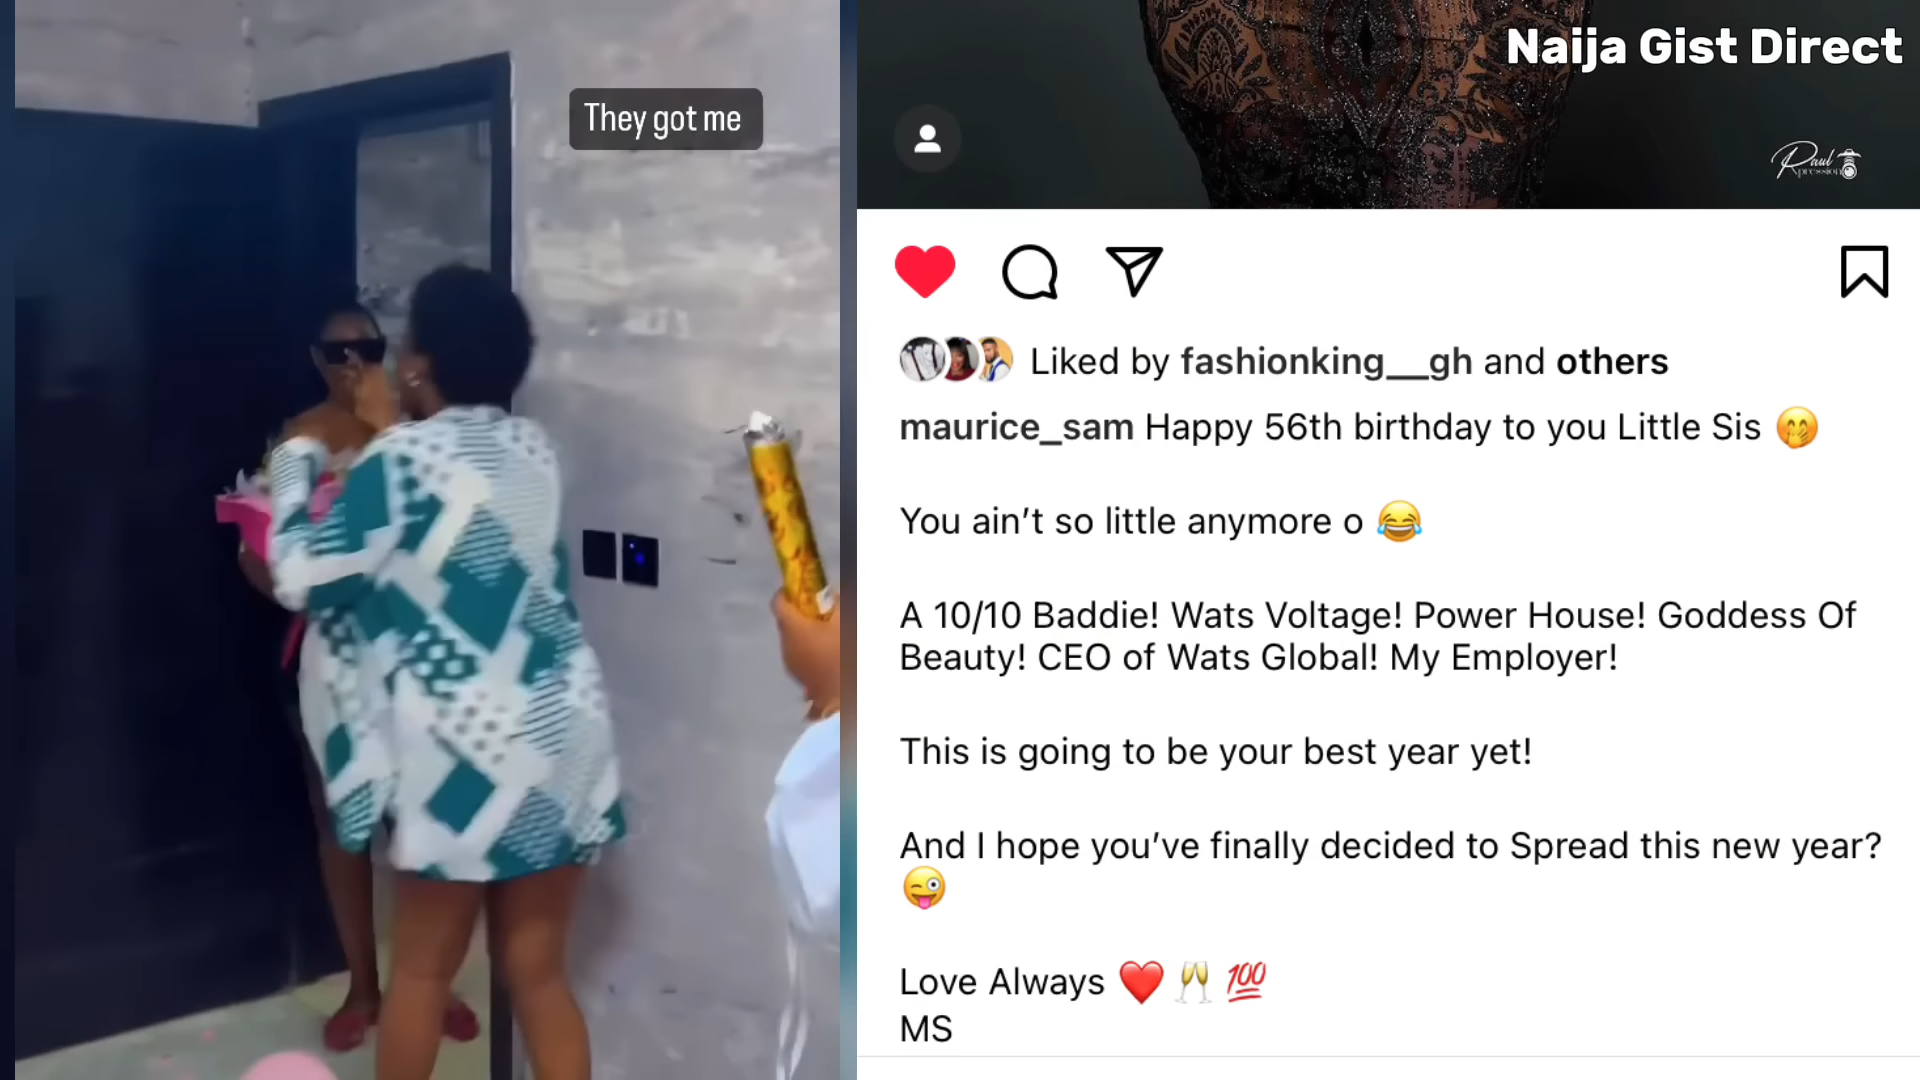 They got me
Naija Gist Direct
Paul
Xpression
Liked by fashionking__gh and others
maurice_sam Happy 56th birthday to you Little Sis 🤭
You ain’t so little anymore o 😂
A 10/10 Baddie! Wats Voltage! Power House! Goddess Of
Beauty! CEO of Wats Global! My Employer!
This is going to be your best year yet!
And I hope you’ve finally decided to Spread this new year?
😜
Love Always ❤️ 🥂 💯
MS